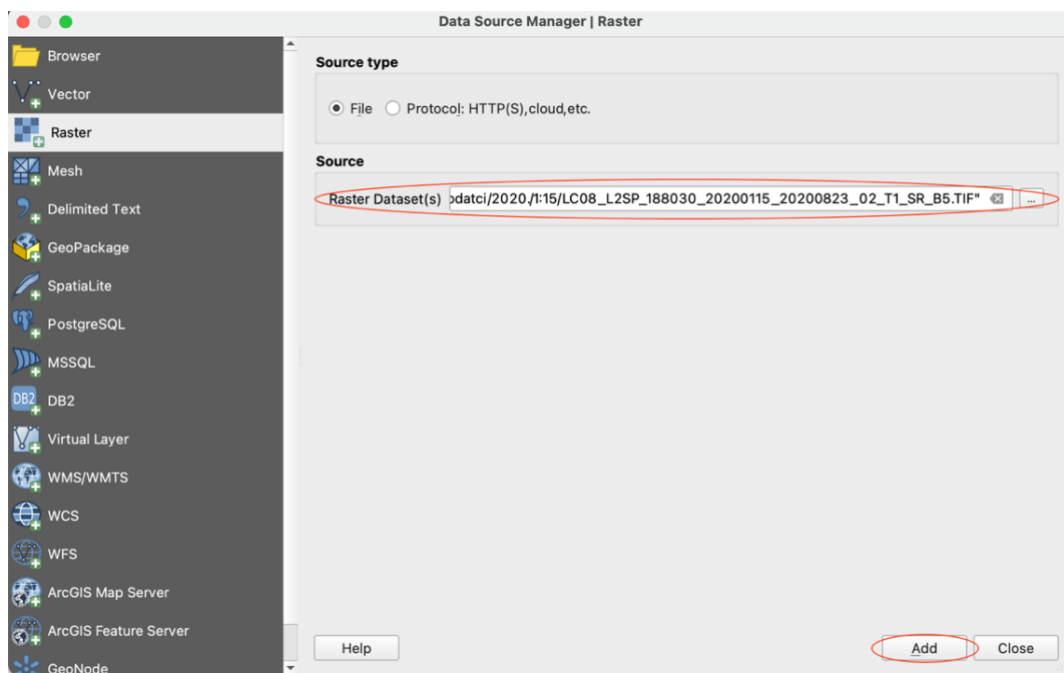 Data Source Manager | Raster
Browser
Vector
Raster
Mesh
Delimited Text
GeoPackage
SpatiaLite
PostgreSQL
MSSQL
DB2
DB2
Virtual Layer
WMS/WMTS
WCS
WFS
ArcGIS Map Server
ArcGIS Feature Server
GeoNode
Source type
File Protocol: HTTP(S),cloud,etc.
Source
Raster Dataset(s) odatci/2020./1:15/LC08_L2SP_188030_20200115_20200823_02_T1_SR_B5.TIF" ...
Help Add Close